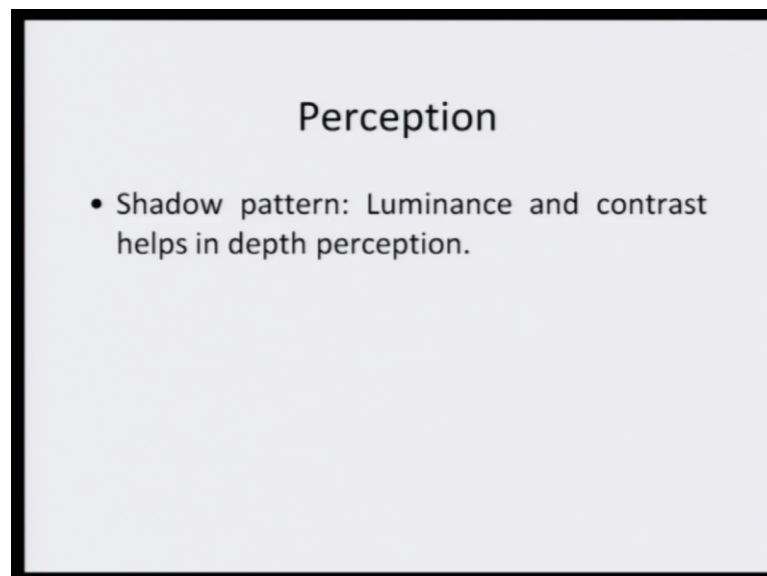 Perception
• Shadow pattern: Luminance and contrast
helps in depth perception.